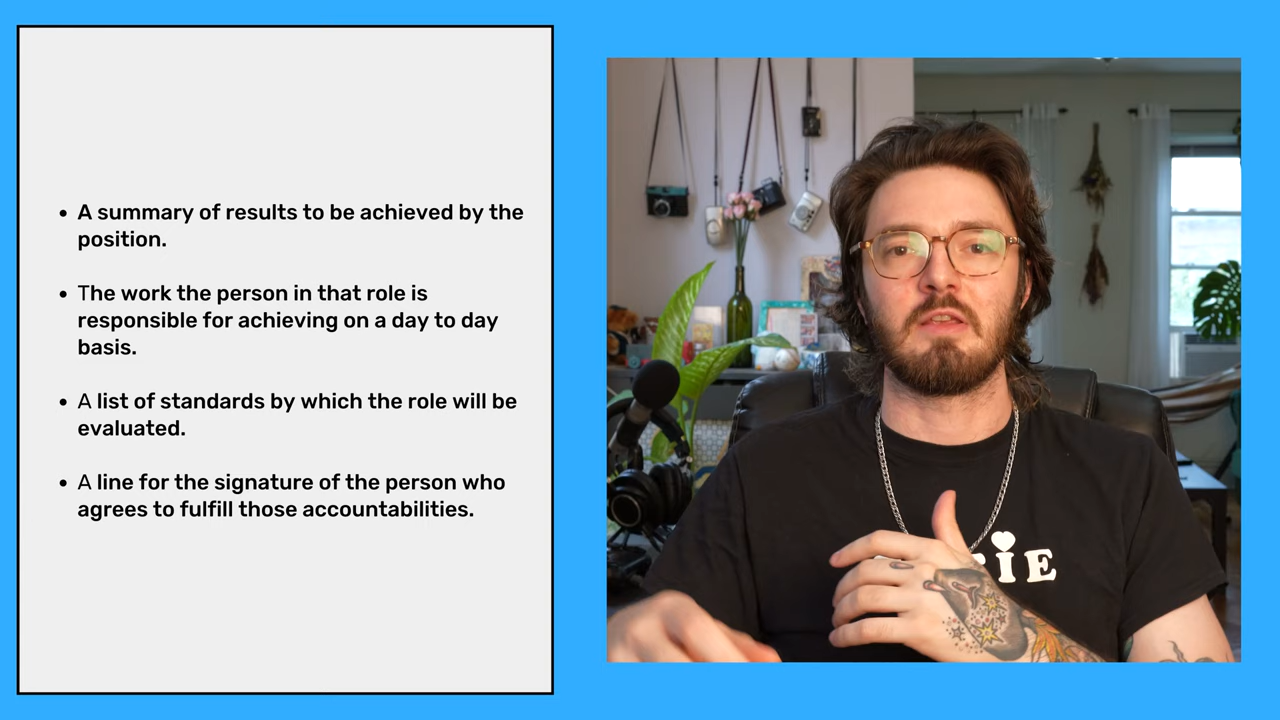 • A summary of results to be achieved by the
position.
• The work the person in that role is
responsible for achieving on a day to day
basis.
• A list of standards by which the role will be
evaluated.
• A line for the signature of the person who
agrees to fulfill those accountabilities.